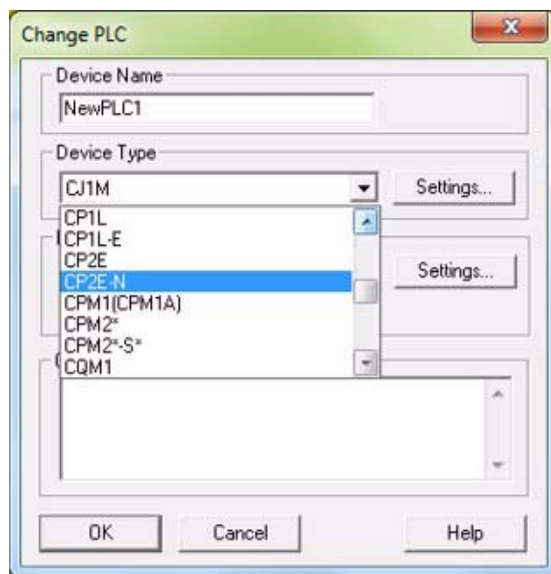 Change PLC
Device Name
NewPLC1
Device Type
CJ1M
Settings...
CP1L
CP1L-E
CP2E
CP2E-N
Settings...
CPM1(CPM1A)
CPM2*
CPM2*-S*
CQM1
OK
Cancel
Help